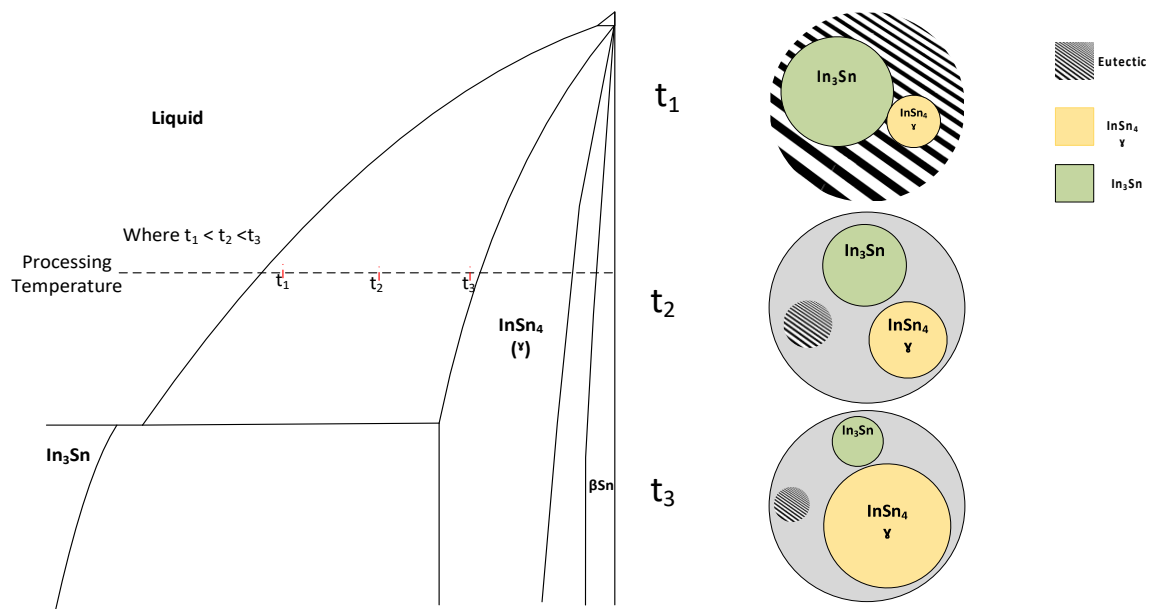 Liquid
Where t₁ < t₂ <t₃
Processing
Temperature
t₁
t₂
t₃
InSn₄
(ɣ)
In₃Sn
βSn
t₁
In₃Sn
InSn₄
ɣ
t₂
In₃Sn
InSn₄
ɣ
t₃
In₃Sn
InSn₄
ɣ
Eutectic
InSn₄
ɣ
In₃Sn